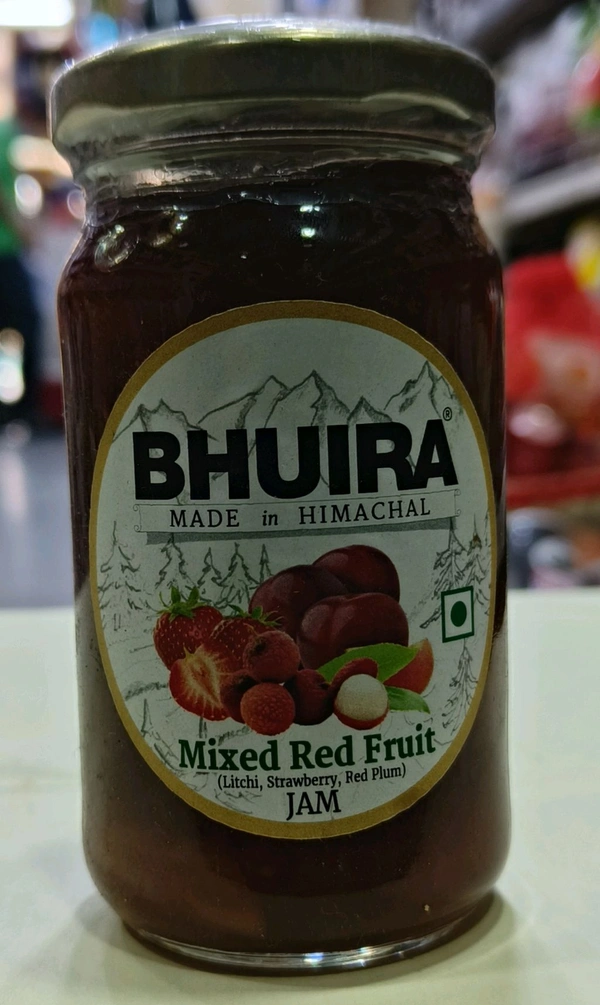 BHUIRA®
MADE in HIMACHAL
Mixed Red Fruit
(Litchi, Strawberry, Red Plum)
JAM